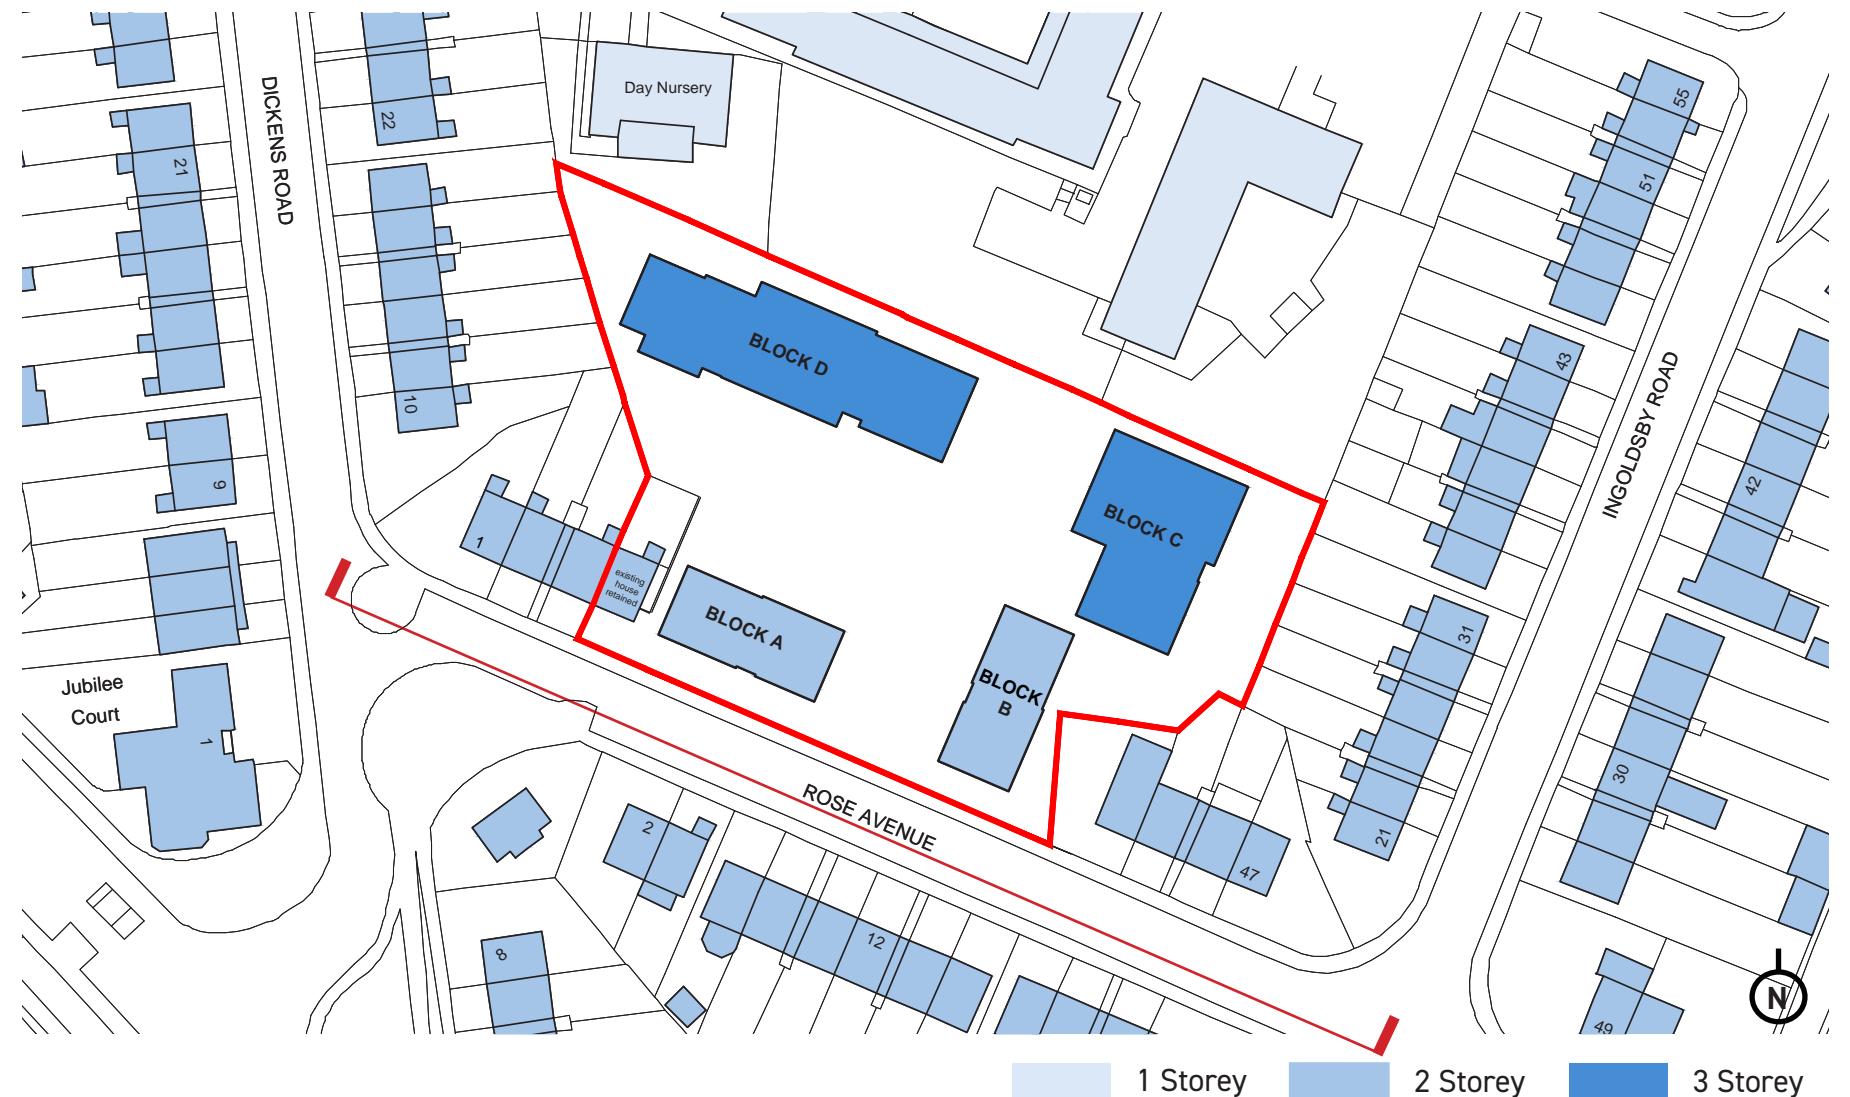 Day Nursery
DICKENS ROAD
22
21
55
51
BLOCK D
43
10
INGOLDSBY ROAD
9
42
BLOCK C
1
existing
house
retained
BLOCK A
31
Jubilee
Court
1
BLOCK
B
30
ROSE AVENUE
2
21
47
12
8
N
49
1 Storey
2 Storey
3 Storey